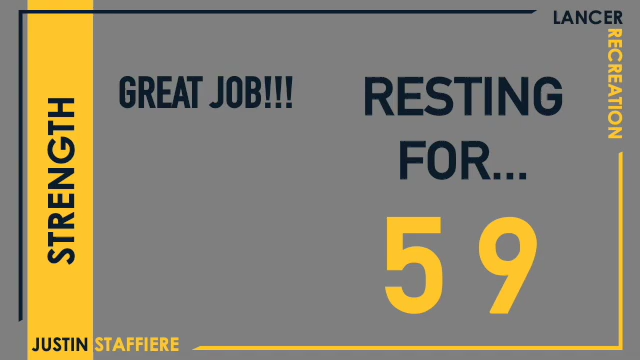 LANCER
RECREATION
STRENGTH
GREAT JOB!!!
RESTING
FOR...
59
JUSTIN STAFFIERE